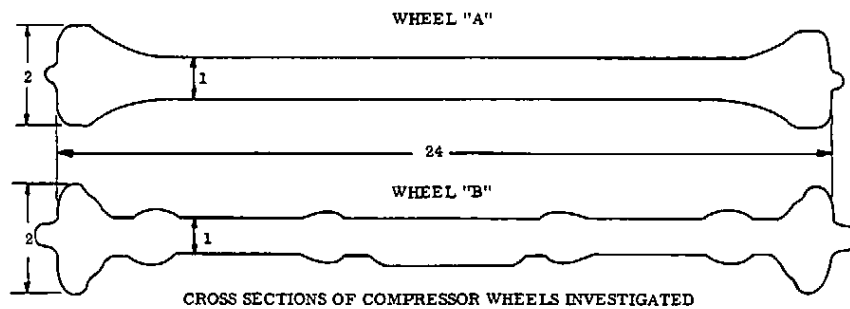 WHEEL "A"
2
1
24
WHEEL "B"
2
1
CROSS SECTIONS OF COMPRESSOR WHEELS INVESTIGATED